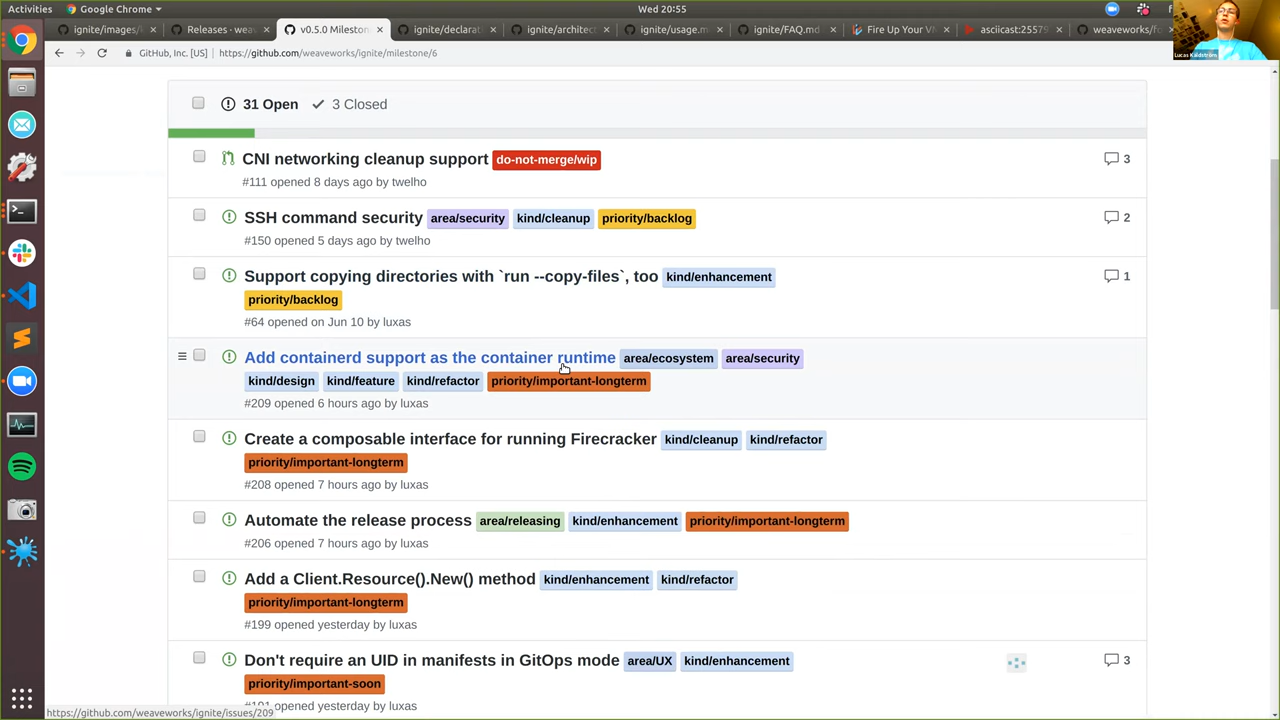 Activities
Google Chrome
Wed 20:55
ignite/images/
Releases · weav
v0.5.0 Milestone
ignite/declarat
ignite/architec
ignite/usage.m
ignite/FAQ.md
Fire Up Your VM
asciicast:25579
weaveworks/fo
Lucas Käldström
GitHub, Inc. [US]
https://github.com/weaveworks/ignite/milestone/6
31 Open
3 Closed
CNI networking cleanup support do-not-merge/wip
3
#111 opened 8 days ago by twelho
SSH command security area/security kind/cleanup priority/backlog
2
#150 opened 5 days ago by twelho
Support copying directories with `run --copy-files`, too kind/enhancement
1
priority/backlog
#64 opened on Jun 10 by luxas
Add containerd support as the container runtime area/ecosystem area/security
kind/design kind/feature kind/refactor priority/important-longterm
#209 opened 6 hours ago by luxas
Create a composable interface for running Firecracker kind/cleanup kind/refactor
priority/important-longterm
#208 opened 7 hours ago by luxas
Automate the release process area/releasing kind/enhancement priority/important-longterm
#206 opened 7 hours ago by luxas
Add a Client.Resource().New() method kind/enhancement kind/refactor
priority/important-longterm
#199 opened yesterday by luxas
Don't require an UID in manifests in GitOps mode area/UX kind/enhancement
3
priority/important-soon
#191 opened yesterday by luxas
https://github.com/weaveworks/ignite/issues/209